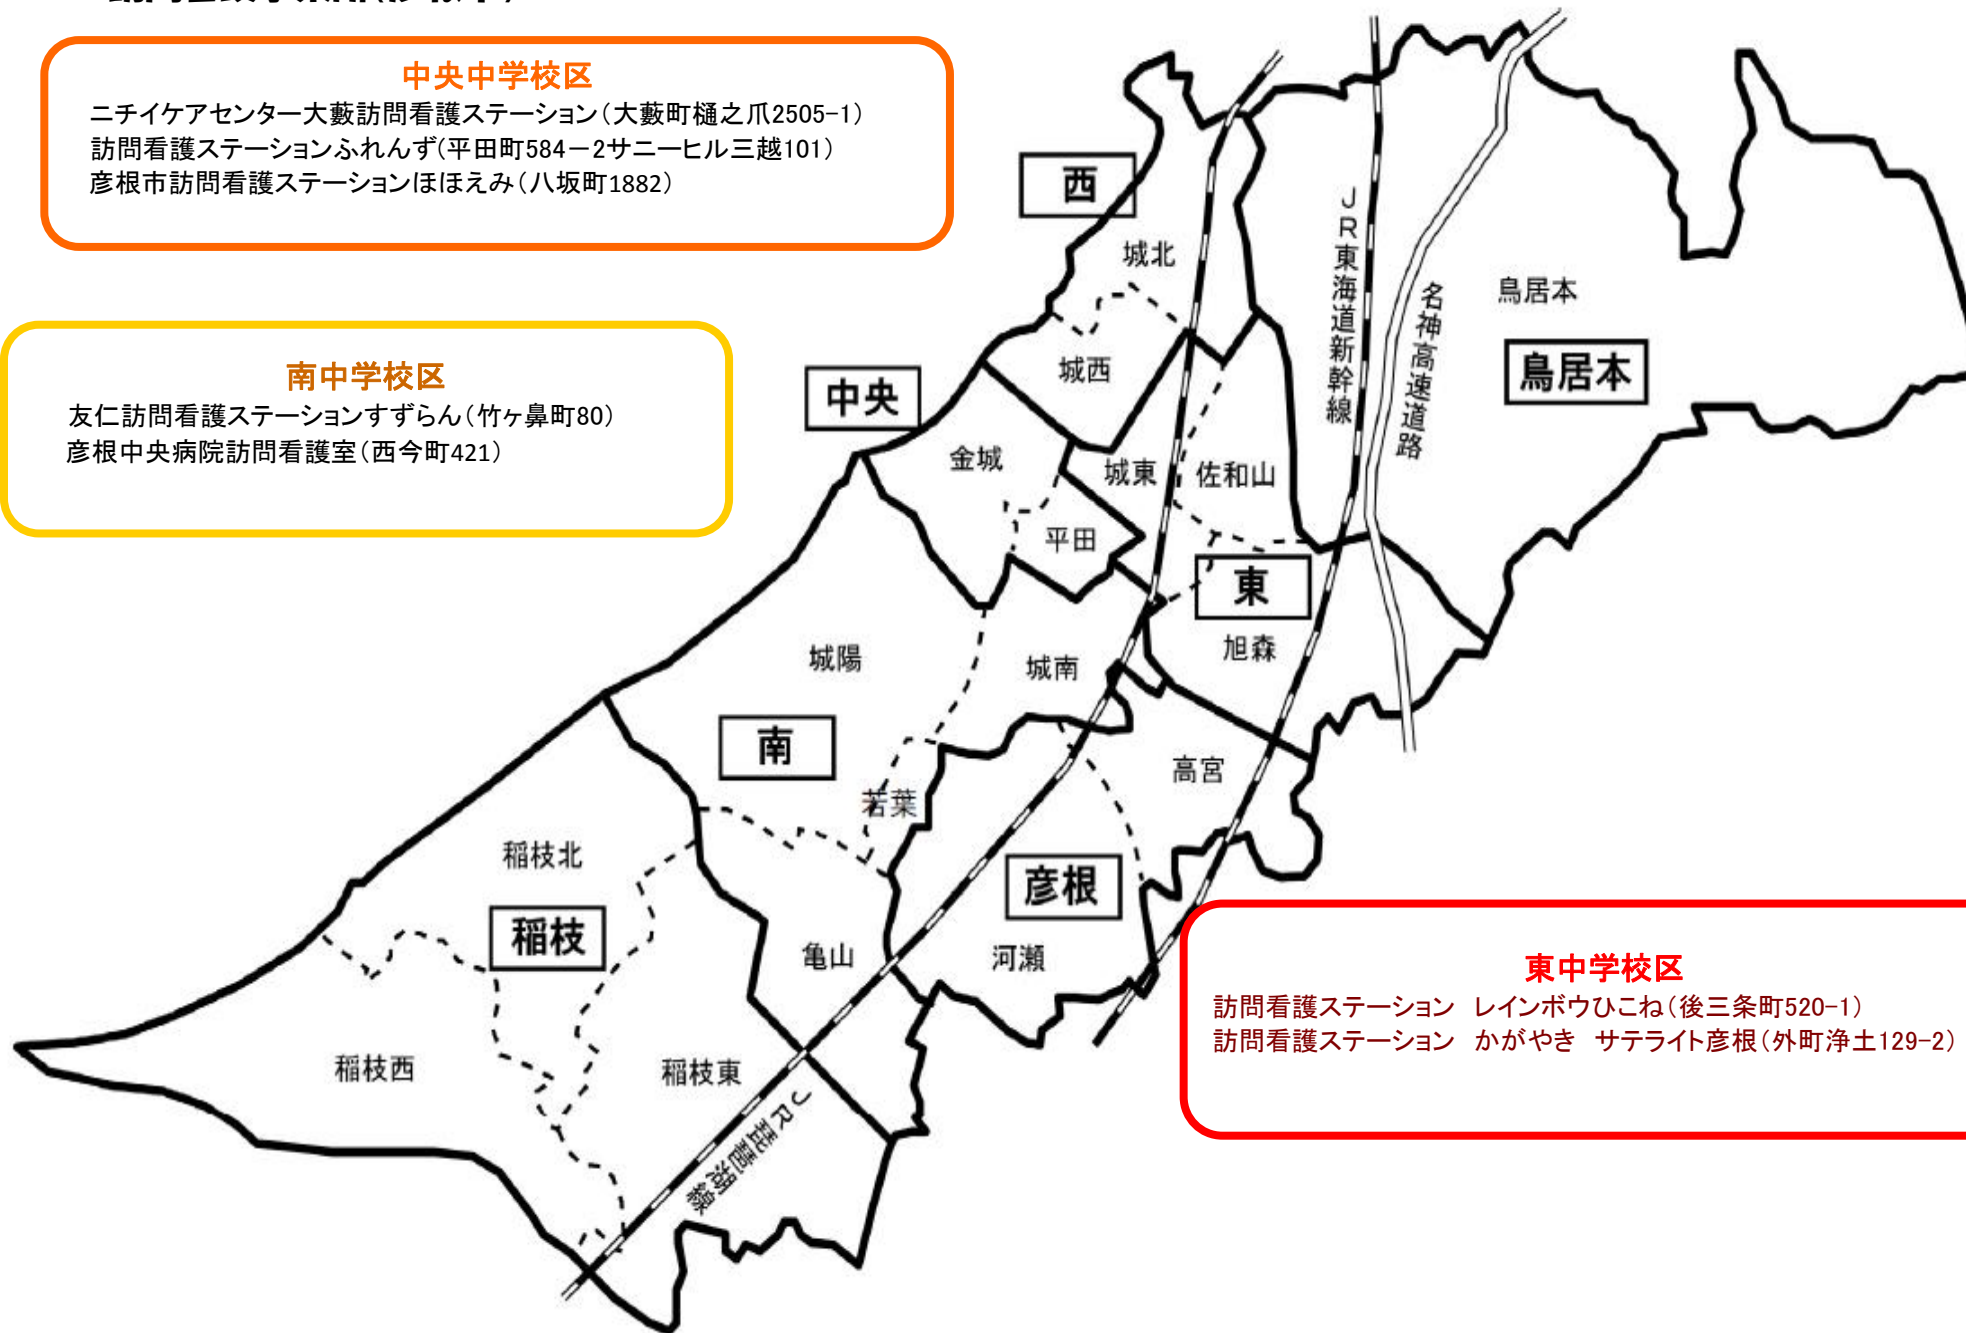 中央中学校区
ニチイケアセンター大藪訪問看護ステーション（大藪町樋之爪2505-1）
訪問看護ステーションふれんず(平田町584－2サニーヒル三越101)
彦根市訪問看護ステーションほほえみ（八坂町1882）
南中学校区
友仁訪問看護ステーションすずらん（竹ヶ鼻町80）
彦根中央病院訪問看護室（西今町421）
西
城北
城西
中央
金城
平田
城東
佐和山
東
旭森
JR東海道新幹線
名神高速道路
鳥居本
鳥居本
城陽
城南
南
若葉
高宮
彦根
河瀬
亀山
稲枝北
稲枝
稲枝西
稲枝東
JR琵琶湖線
東中学校区
訪問看護ステーション　レインボウひこね（後三条町520-1）
訪問看護ステーション　かがやき　サテライト彦根（外町浄土129-2）